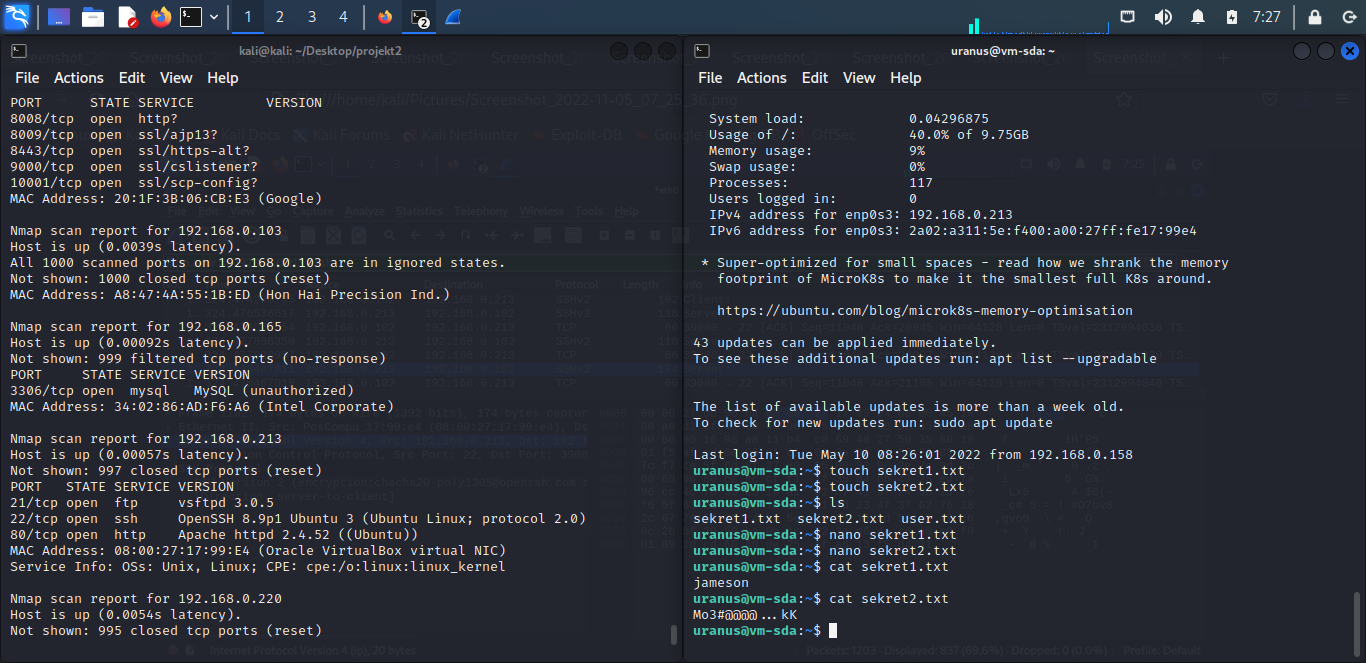 1 2 3 4
2
7:27
kali@kali: ~/Desktop/projekt2
File Actions Edit View Help
PORT STATE SERVICE VERSION
8008/tcp open http?
8009/tcp open ssl/ajp13?
8443/tcp open ssl/https-alt?
9000/tcp open ssl/cslistener?
10001/tcp open ssl/scp-config?
MAC Address: 20:1F:3B:06:CB:E3 (Google)
Nmap scan report for 192.168.0.103
Host is up (0.0039s latency).
All 1000 scanned ports on 192.168.0.103 are in ignored states.
Not shown: 1000 closed tcp ports (reset)
MAC Address: A8:47:4A:55:1B:ED (Hon Hai Precision Ind.)
Nmap scan report for 192.168.0.165
Host is up (0.00092s latency).
Not shown: 999 filtered tcp ports (no-response)
PORT STATE SERVICE VERSION
3306/tcp open mysql MySQL (unauthorized)
MAC Address: 34:02:86:AD:F6:A6 (Intel Corporate)
Nmap scan report for 192.168.0.213
Host is up (0.00057s latency).
Not shown: 997 closed tcp ports (reset)
PORT STATE SERVICE VERSION
21/tcp open ftp vsftpd 3.0.5
22/tcp open ssh OpenSSH 8.9p1 Ubuntu 3 (Ubuntu Linux; protocol 2.0)
80/tcp open http Apache httpd 2.4.52 ((Ubuntu))
MAC Address: 08:00:27:17:99:E4 (Oracle VirtualBox virtual NIC)
Service Info: OSs: Unix, Linux; CPE: cpe:/o:linux:linux_kernel
Nmap scan report for 192.168.0.220
Host is up (0.0054s latency).
Not shown: 995 closed tcp ports (reset)
uranus@vm-sda: ~
File Actions Edit View Help
System load: 0.04296875
Usage of /: 40.0% of 9.75GB
Memory usage: 9%
Swap usage: 0%
Processes: 117
Users logged in: 0
IPv4 address for enp0s3: 192.168.0.213
IPv6 address for enp0s3: 2a02:a311:5e:f400:a00:27ff:fe17:99e4
* Super-optimized for small spaces - read how we shrank the memory
footprint of MicroK8s to make it the smallest full K8s around.
https://ubuntu.com/blog/microk8s-memory-optimisation
43 updates can be applied immediately.
To see these additional updates run: apt list --upgradable
The list of available updates is more than a week old.
To check for new updates run: sudo apt update
Last login: Tue May 10 08:26:01 2022 from 192.168.0.158
uranus@vm-sda:~$ touch sekret1.txt
uranus@vm-sda:~$ touch sekret2.txt
uranus@vm-sda:~$ ls
sekret1.txt sekret2.txt user.txt
uranus@vm-sda:~$ nano sekret1.txt
uranus@vm-sda:~$ nano sekret2.txt
uranus@vm-sda:~$ cat sekret1.txt
jameson
uranus@vm-sda:~$ cat sekret2.txt
Mo3#@@@@...kK
uranus@vm-sda:~$